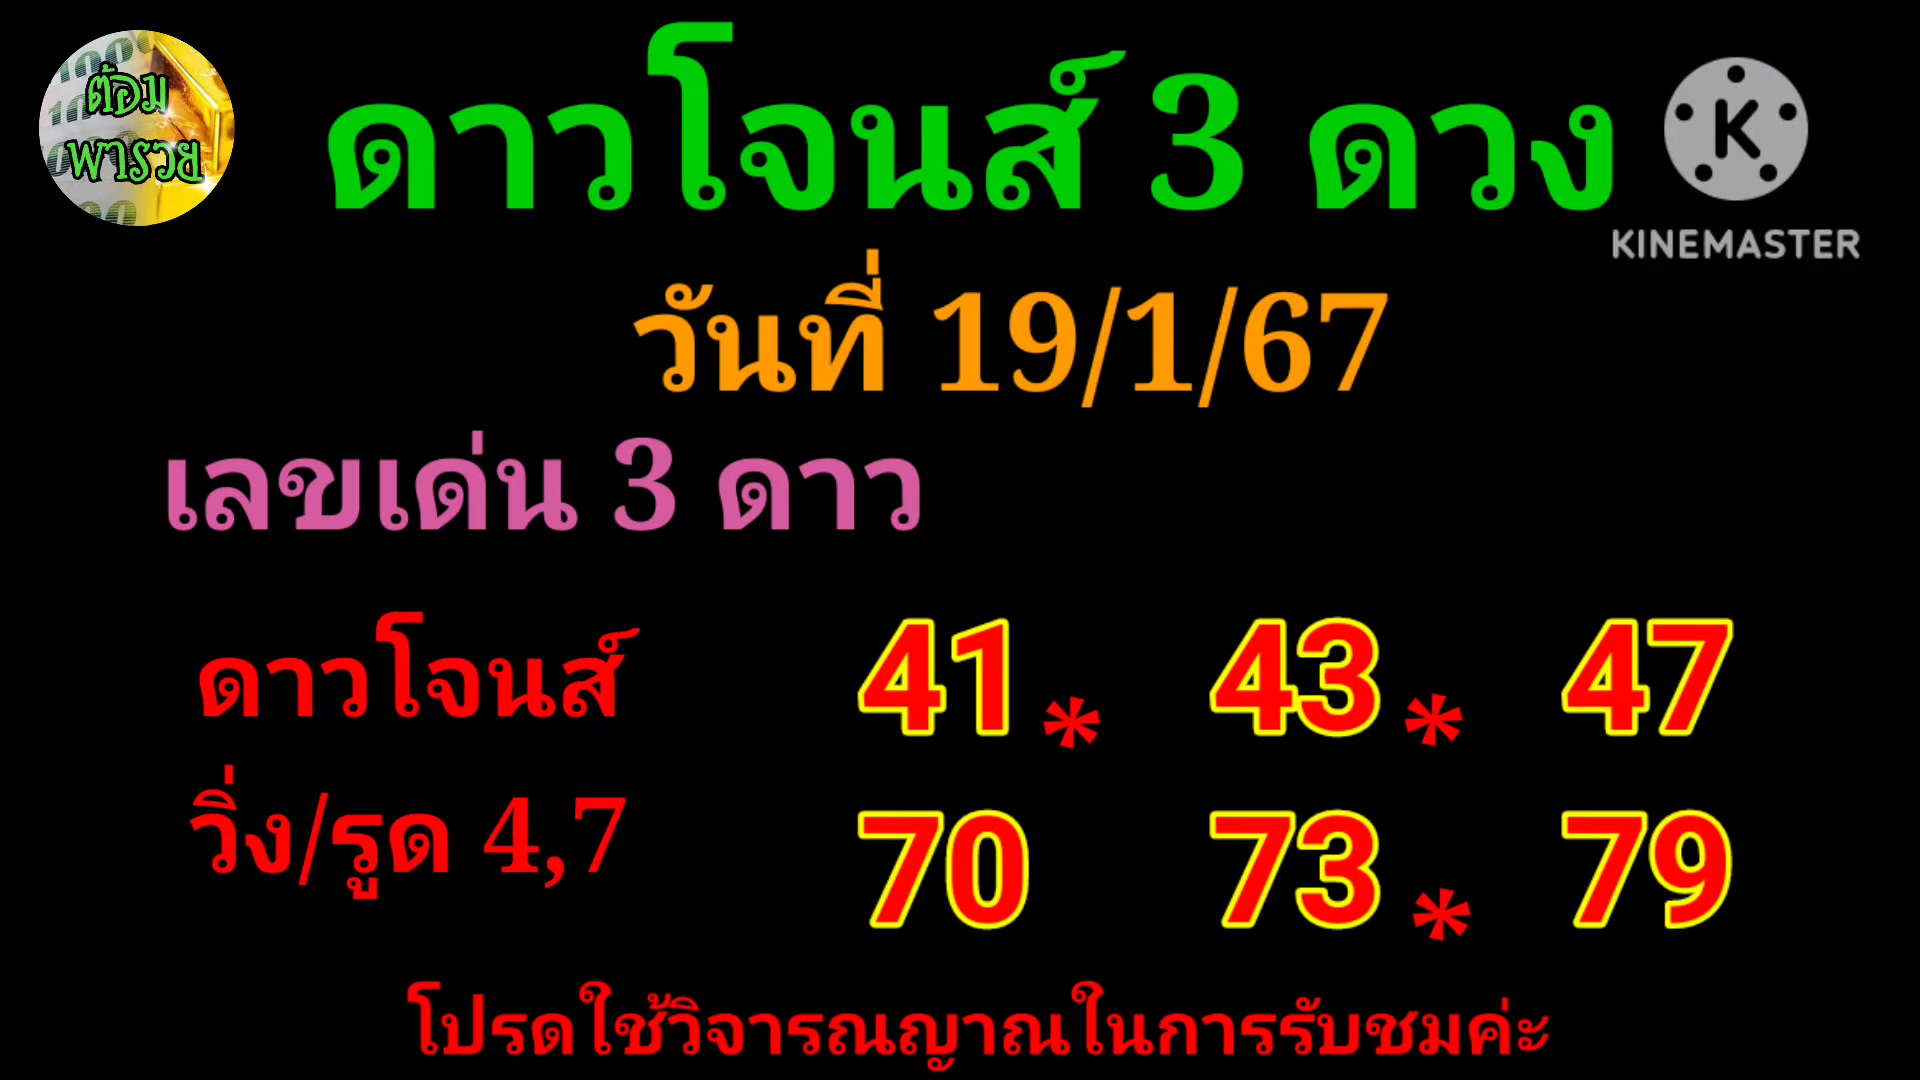 ต้อม
พารวย
ดาวโจนส์ 3 ดวง
KINEMASTER
วันที่ 19/1/67
เลขเด่น 3 ดาว
ดาวโจนส์ 41* 43* 47
วิ่ง/รูด 4,7 70 73* 79
โปรดใช้วิจารณญาณในการรับชมค่ะ